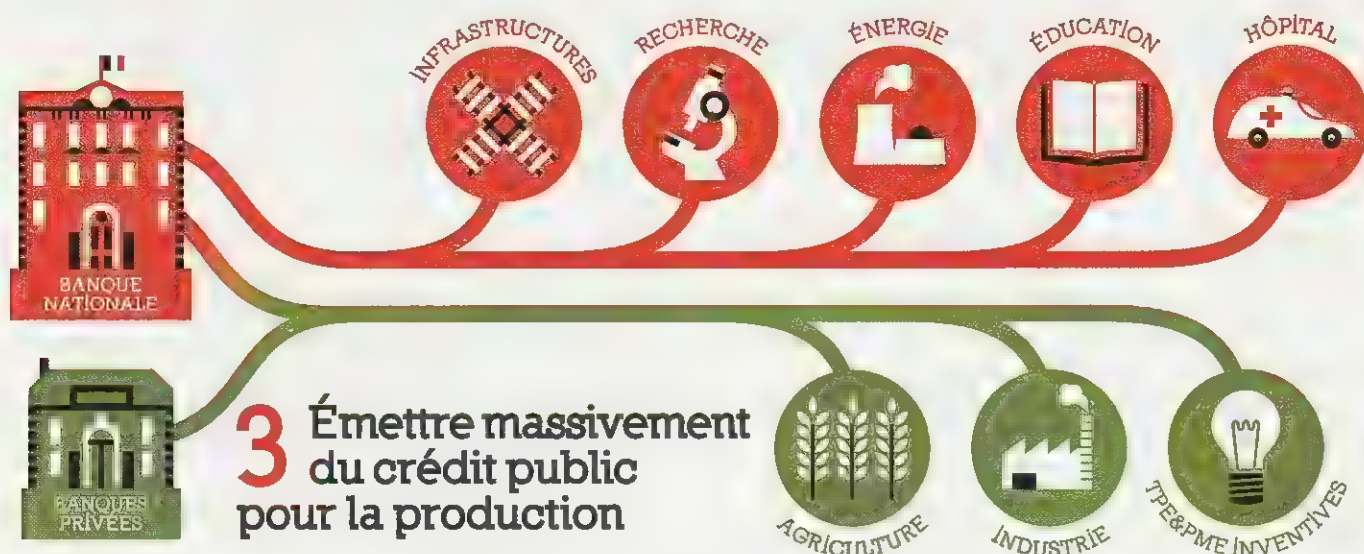 INFRASTRUCTURES
RECHERCHE
ÉNERGIE
ÉDUCATION
HÔPITAL
BANQUE
NATIONALE
BANQUES
PRIVÉES
3 Émettre massivement
du crédit public
pour la production
AGRICULTURE
INDUSTRIE
TPE&PME INVENTIVES